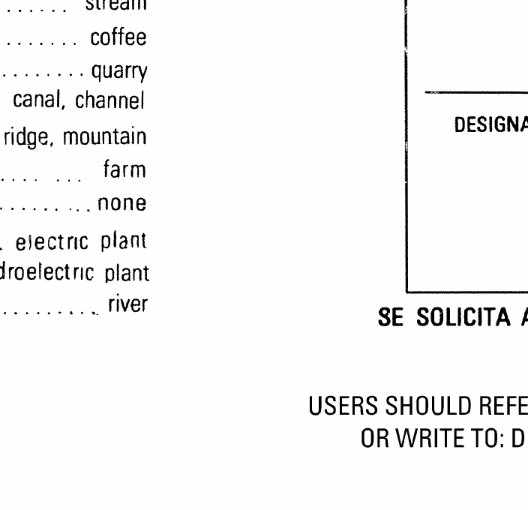 ....... stream
........ coffee
......... quarry
canal, channel
ridge, mountain
.... ... farm
.......... none
. electric plant
droelectric plant
.......... river
DESIGNA
SE SOLICITA A
USERS SHOULD REFE
OR WRITE TO: D